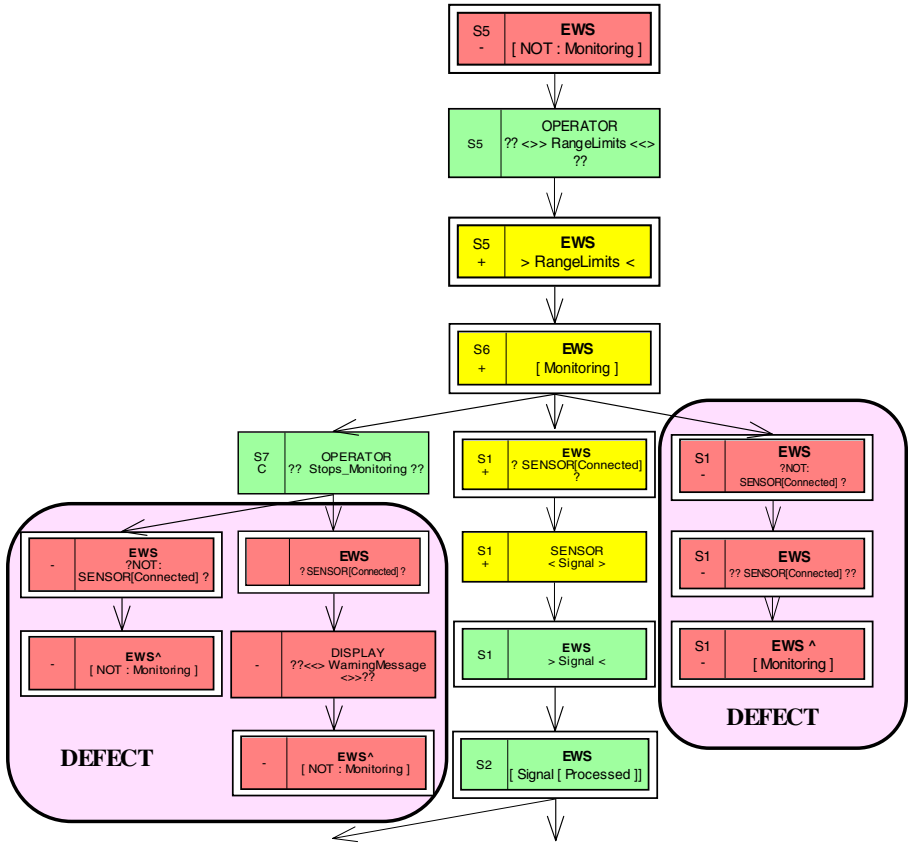 S5
-
EWS
[ NOT : Monitoring ]
S5
OPERATOR
?? <>> RangeLimits <<>
??
S5
+
EWS
> RangeLimits <
S6
+
EWS
[ Monitoring ]
S7
C
OPERATOR
?? Stops_Monitoring ??
S1
+
EWS
? SENSOR[Connected]
?
S1
-
EWS
?NOT:
SENSOR[Connected] ?
-
EWS
?NOT:
SENSOR[Connected] ?
EWS
? SENSOR[Connected] ?
S1
+
SENSOR
< Signal >
S1
-
EWS
?? SENSOR[Connected] ??
-
EWS^
[ NOT : Monitoring ]
-
DISPLAY
??<<> WarningMessage
<>>??
S1
EWS
> Signal <
S1
-
EWS ^
[ Monitoring ]
DEFECT
-
EWS^
[ NOT : Monitoring ]
S2
EWS
[ Signal [ Processed ]]
DEFECT